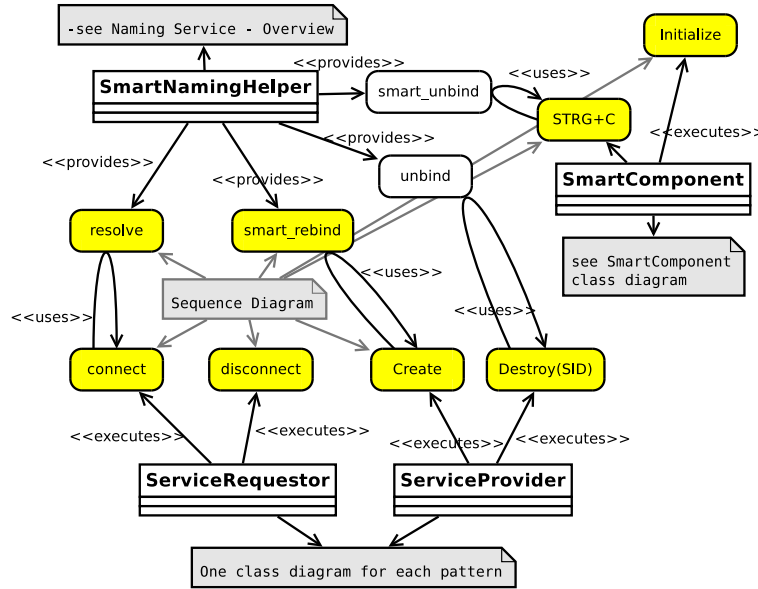 -see Naming Service - Overview
Initialize
<<provides>>
<<uses>>
SmartNamingHelper
smart_unbind
STRG+C
<<executes>>
<<provides>>
<<provides>>
<<provides>>
unbind
SmartComponent
resolve
smart_rebind
see SmartComponent
class diagram
<<uses>>
Sequence Diagram
<<uses>>
<<uses>>
connect
disconnect
Create
Destroy(SID)
<<executes>>
<<executes>>
<<executes>>
<<executes>>
ServiceRequestor
ServiceProvider
One class diagram for each pattern